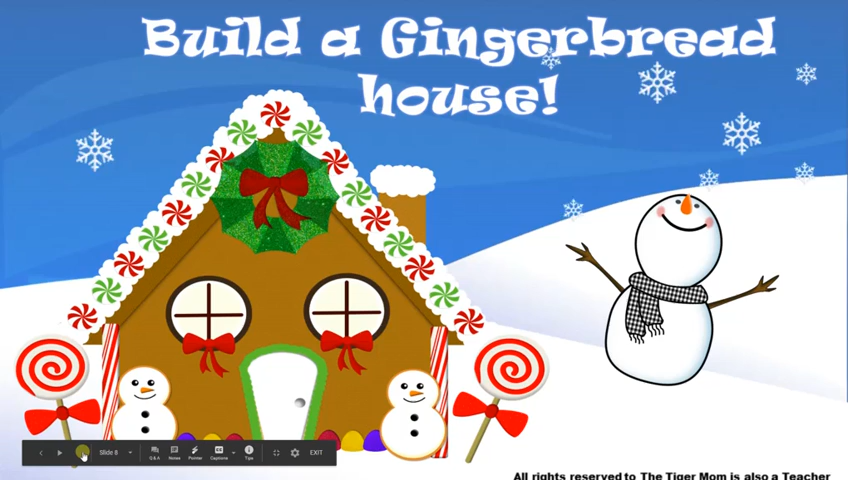 Build a Gingerbread
house!
Slide 8
Q & A
Notes
Pointer
Captions
Tips
EXIT
All rights reserved to The Tiger Mom is also a Teacher